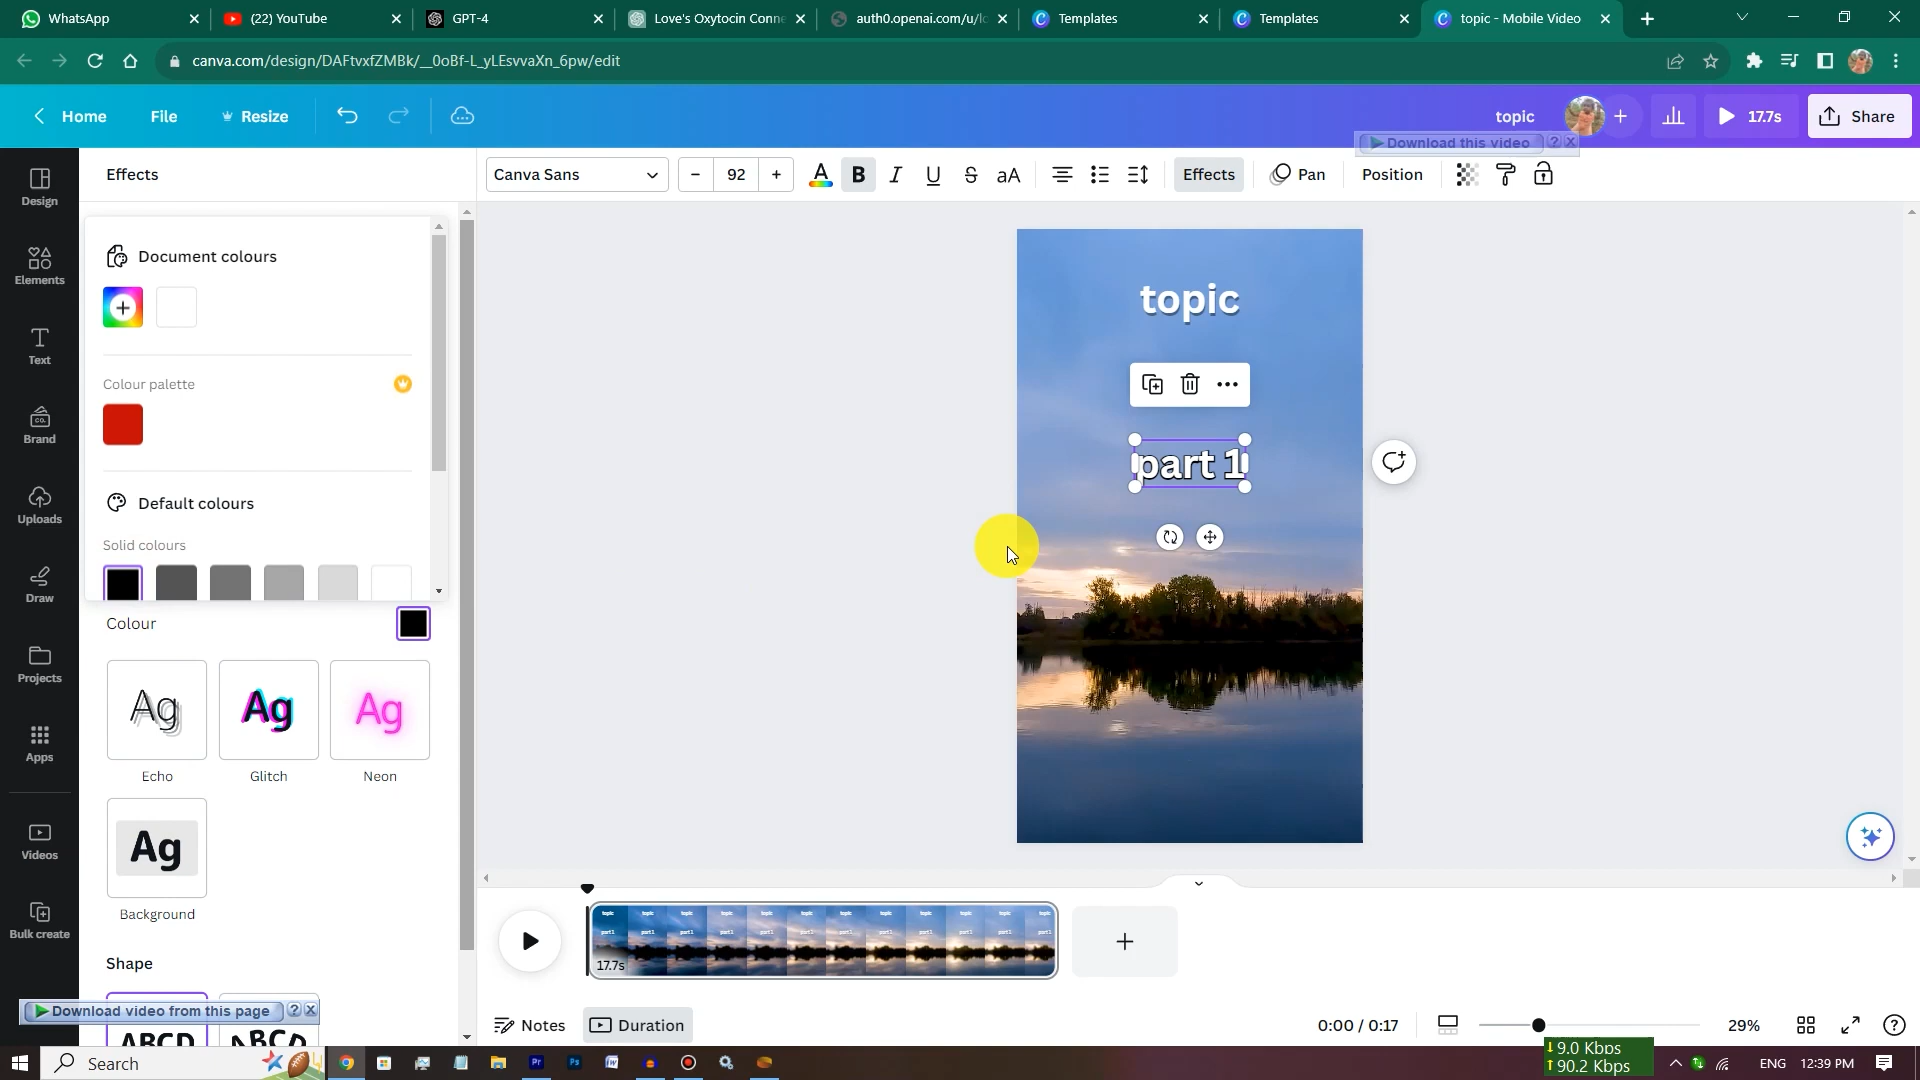 WhatsApp
(22) YouTube
GPT-4
Love's Oxytocin Conne
auth0.openai.com/u/lc
Templates
Templates
topic - Mobile Video
canva.com/design/DAFtvxfZMBk/__0oBf-L_yLEsvvaXn_6pw/edit
Home
File
Resize
topic
17.7s
Share
Download this video
Effects
Canva Sans
92
B
I
U
S
aA
Effects
Pan
Position
Design
Elements
Text
Brand
Uploads
Draw
Projects
Apps
Videos
Bulk create
Document colours
Colour palette
Default colours
Solid colours
Colour
Ag
Ag
Ag
Echo
Glitch
Neon
Ag
Background
Shape
Download video from this page
ABCD
ABCD
topic
part 1
17.7s
Notes
Duration
0:00 / 0:17
29%
Search
9.0 Kbps
90.2 Kbps
ENG
12:39 PM